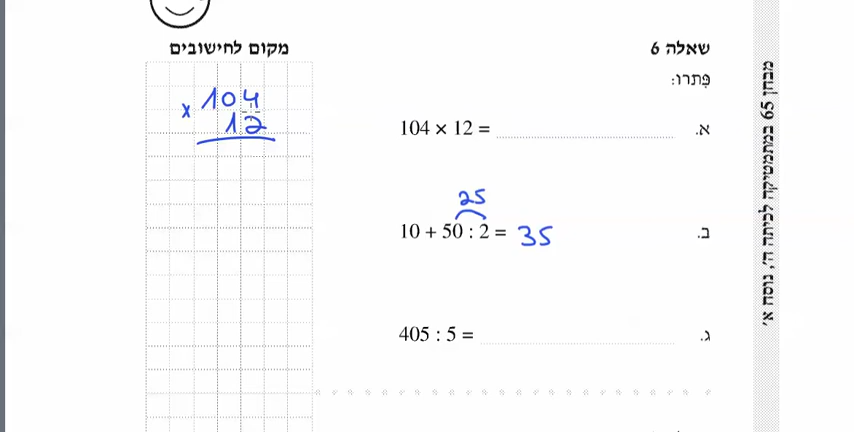 שאלה 6
פתרו:
א. 104 × 12 =
25
ב. 10 + 50 : 2 = 35
ג. 405 : 5 =
מקום לחישובים
104
× 12
מבחן 65 במתמטיקה לכיתה ה', נוסח א'